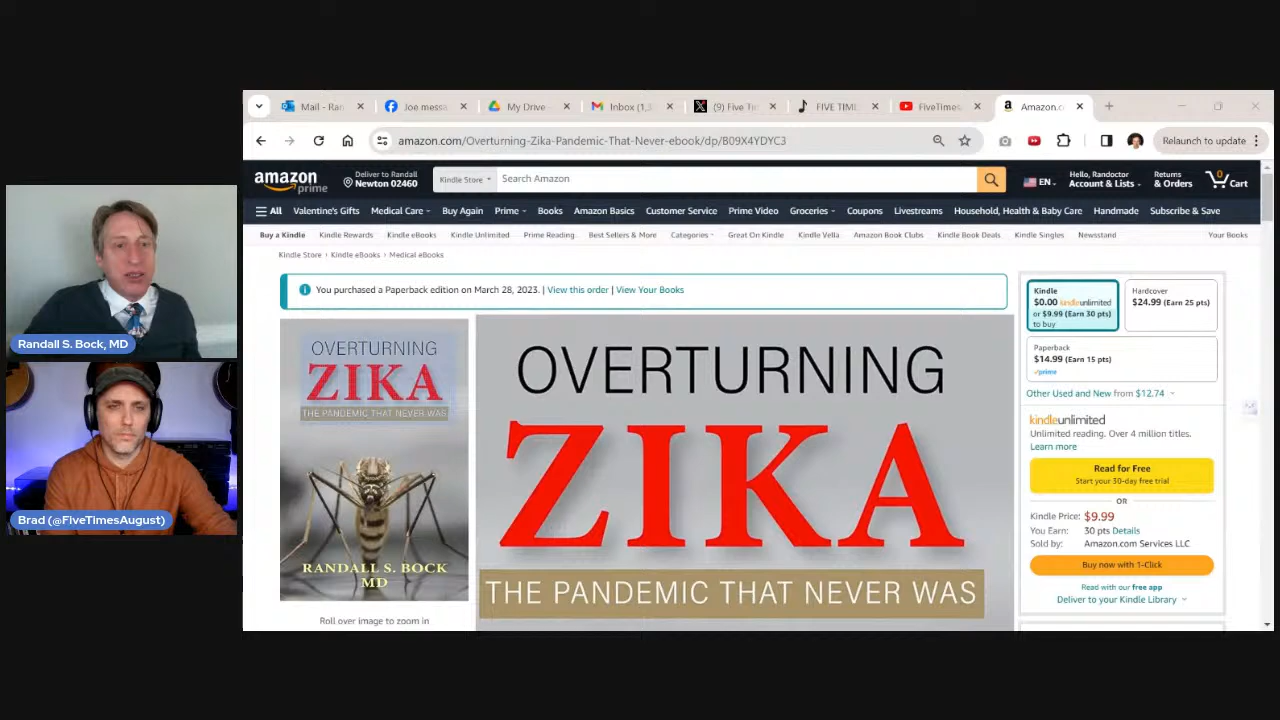 Mail - Ran
Joe messa
My Drive -
Inbox (1,3
(9) Five Tim
FIVE TIME
FiveTimes
Amazon.c
amazon.com/Overturning-Zika-Pandemic-That-Never-ebook/dp/B09X4YDYC3
Relaunch to update
amazon
prime
Deliver to Randall
Newton 02460
Kindle Store
Search Amazon
EN
Hello, Randoctor
Account & Lists
Returns
& Orders
0
Cart
All Valentine's Gifts Medical Care Buy Again Prime Books Amazon Basics Customer Service Prime Video Groceries Coupons Livestreams Household, Health & Baby Care Handmade Subscribe & Save
Buy a Kindle Kindle Rewards Kindle eBooks Kindle Unlimited Prime Reading Best Sellers & More Categories Great On Kindle Kindle Vella Amazon Book Clubs Kindle Book Deals Kindle Singles Newsstand Your Books
Kindle Store › Kindle eBooks › Medical eBooks
You purchased a Paperback edition on March 28, 2023. | View this order | View Your Books
OVERTURNING
ZIKA
THE PANDEMIC THAT NEVER WAS
RANDALL S. BOCK
MD
Roll over image to zoom in
OVERTURNING
ZIKA
THE PANDEMIC THAT NEVER WAS
Kindle
$0.00 kindleunlimited
or $9.99 (Earn 30 pts)
to buy
Hardcover
$24.99 (Earn 25 pts)
Paperback
$14.99 (Earn 15 pts)
prime
Other Used and New from $12.74
kindleunlimited
Unlimited reading. Over 4 million titles.
Learn more
Read for Free
Start your 30-day free trial
OR
Kindle Price: $9.99
You Earn: 30 pts Details
Sold by: Amazon.com Services LLC
Buy now with 1-Click
Read with our free app
Deliver to your Kindle Library
Randall S. Bock, MD
Brad (@FiveTimesAugust)